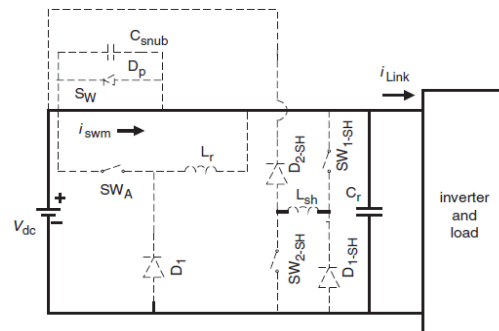 C_snub
D_p
S_W
i_Link
i_swm
L_r
SW_A
D_2-SH
SW_1-SH
L_sh
C_r
inverter
and
load
+
V_dc
−
D_1
SW_2-SH
D_1-SH